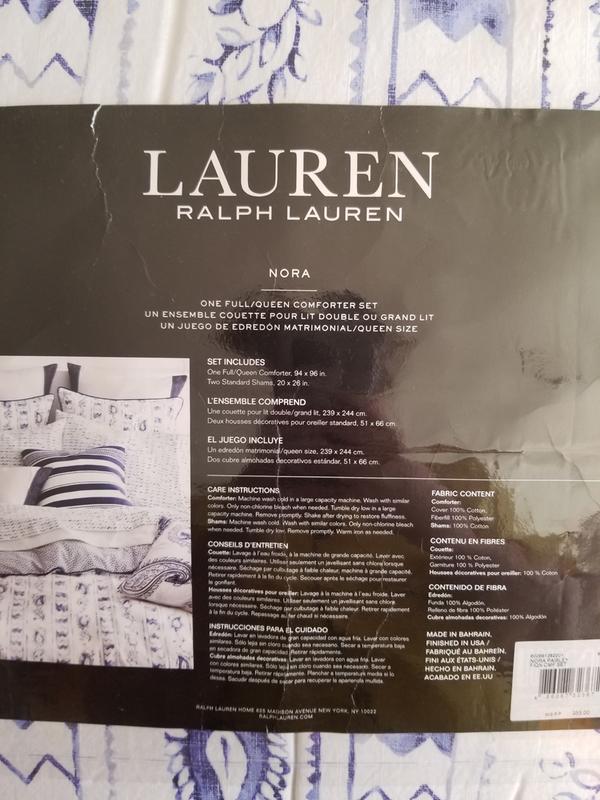 LAUREN
RALPH LAUREN
NORA
ONE FULL/QUEEN COMFORTER SET
UN ENSEMBLE COUETTE POUR LIT DOUBLE OU GRAND LIT
UN JUEGO DE EDREDÓN MATRIMONIAL/QUEEN SIZE
SET INCLUDES
One Full/Queen Comforter, 94 x 96 in.
Two Standard Shams, 20 x 26 in.
L'ENSEMBLE COMPREND
Une couette pour lit double/grand lit, 239 x 244 cm.
Deux housses décoratives pour oreiller standard, 51 x 66 cm.
EL JUEGO INCLUYE
Un edredón matrimonial/queen size, 239 x 244 cm.
Dos cubre almohadas decorativos estándar, 51 x 66 cm.
CARE INSTRUCTIONS
Comforter: Machine wash cold in a large capacity machine. Wash with similar
colors. Only non-chlorine bleach when needed. Tumble dry low in a large
capacity machine. Remove promptly. Shake after drying to restore fluffiness.
Shams: Machine wash cold. Wash with similar colors. Only non-chlorine bleach
when needed. Tumble dry low. Remove promptly. Warm iron as needed.
CONSEILS D'ENTRETIEN
Couette: Lavage à l'eau froide, à la machine de grande capacité. Laver avec
des couleurs similaires. Utiliser seulement un javellisant sans chlore lorsque
nécessaire. Séchage par culbutage à faible chaleur, machine à grande capacité.
Retirer rapidement à la fin du cycle. Secouer après séchage pour restaurer
le gonflant.
Housses décoratives pour oreiller: Lavage à la machine à l'eau froide. Laver
avec des couleurs similaires. Utiliser seulement un javellisant sans chlore
lorsque nécessaire. Séchage par culbutage à faible chaleur. Retirer rapidement
à la fin du cycle. Repassage au fer chaud si nécessaire.
INSTRUCCIONES PARA EL CUIDADO
Edredón: Lavar en lavadora de gran capacidad con agua fría. Lavar con colores
similares. Sólo lejía sin cloro cuando sea necesario. Secar a temperatura baja
en secadora de gran capacidad. Retirar rápidamente.
Cubre almohadas decorativas: Lavar en lavadora con agua fría. Lavar
con colores similares. Sólo lejía sin cloro cuando sea necesario. Secar a
temperatura baja. Retirar rápidamente. Planchar a temperatura media si lo
desea. Sacudir después de secar para recuperar la apariencia mullida.
FABRIC CONTENT
Comforter:
Cover 100% Cotton,
Fiberfill 100% Polyester
Shams: 100% Cotton
CONTENU EN FIBRES
Couette:
Extérieur 100 % Coton,
Garniture 100 % Polyester
Housses décoratives pour oreiller: 100 % Coton
CONTENIDO DE FIBRA
Edredón:
Funda 100% Algodón,
Relleno de fibra 100% Poliéster
Cubre almohadas decorativas: 100% Algodón
MADE IN BAHRAIN,
FINISHED IN USA /
FABRIQUÉ AU BAHREÏN,
FINI AUX ÉTATS-UNIS /
HECHO EN BAHRAIN,
ACABADO EN EE.UU
NORA PAISLEY
F/QN CMF SET
RALPH LAUREN HOME 625 MADISON AVENUE NEW YORK, NY 10022
RALPHLAUREN.COM